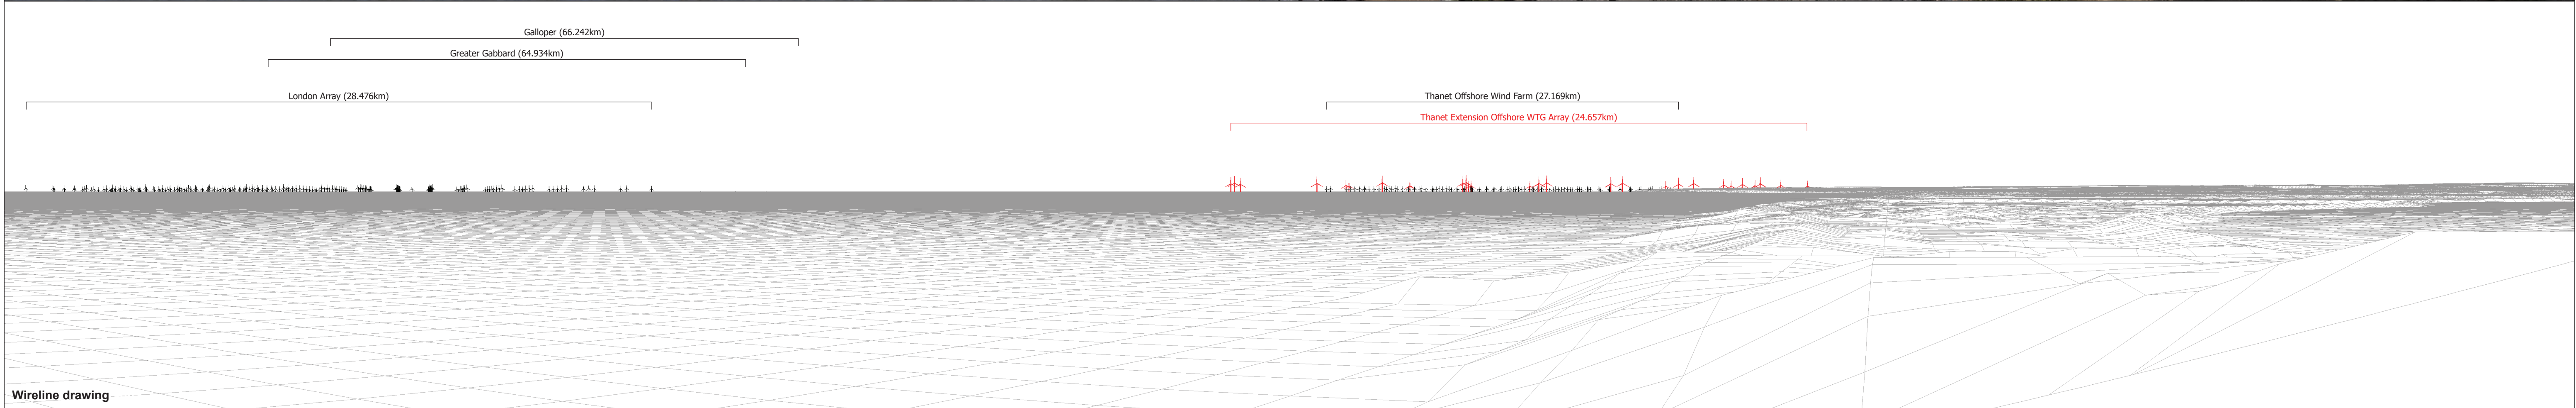 Galloper (66.242km)
Greater Gabbard (64.934km)
London Array (28.476km)
Thanet Offshore Wind Farm (27.169km)
Thanet Extension Offshore WTG Array (24.657km)
Wireline drawing